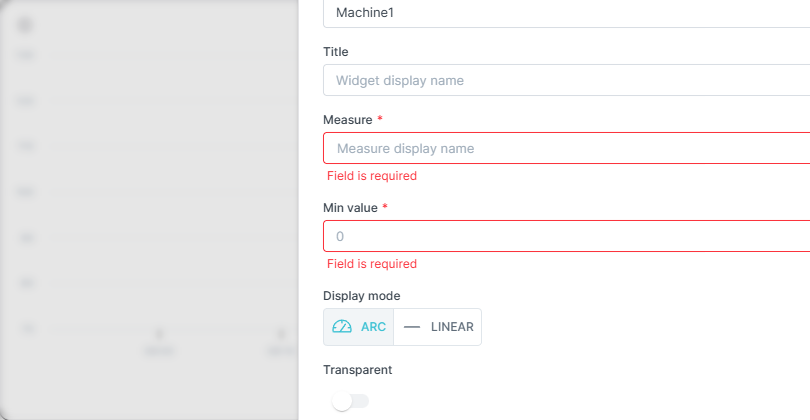 Machine1
Title
Widget display name
Measure *
Measure display name
Field is required
Min value *
0
Field is required
Display mode
ARC LINEAR
Transparent